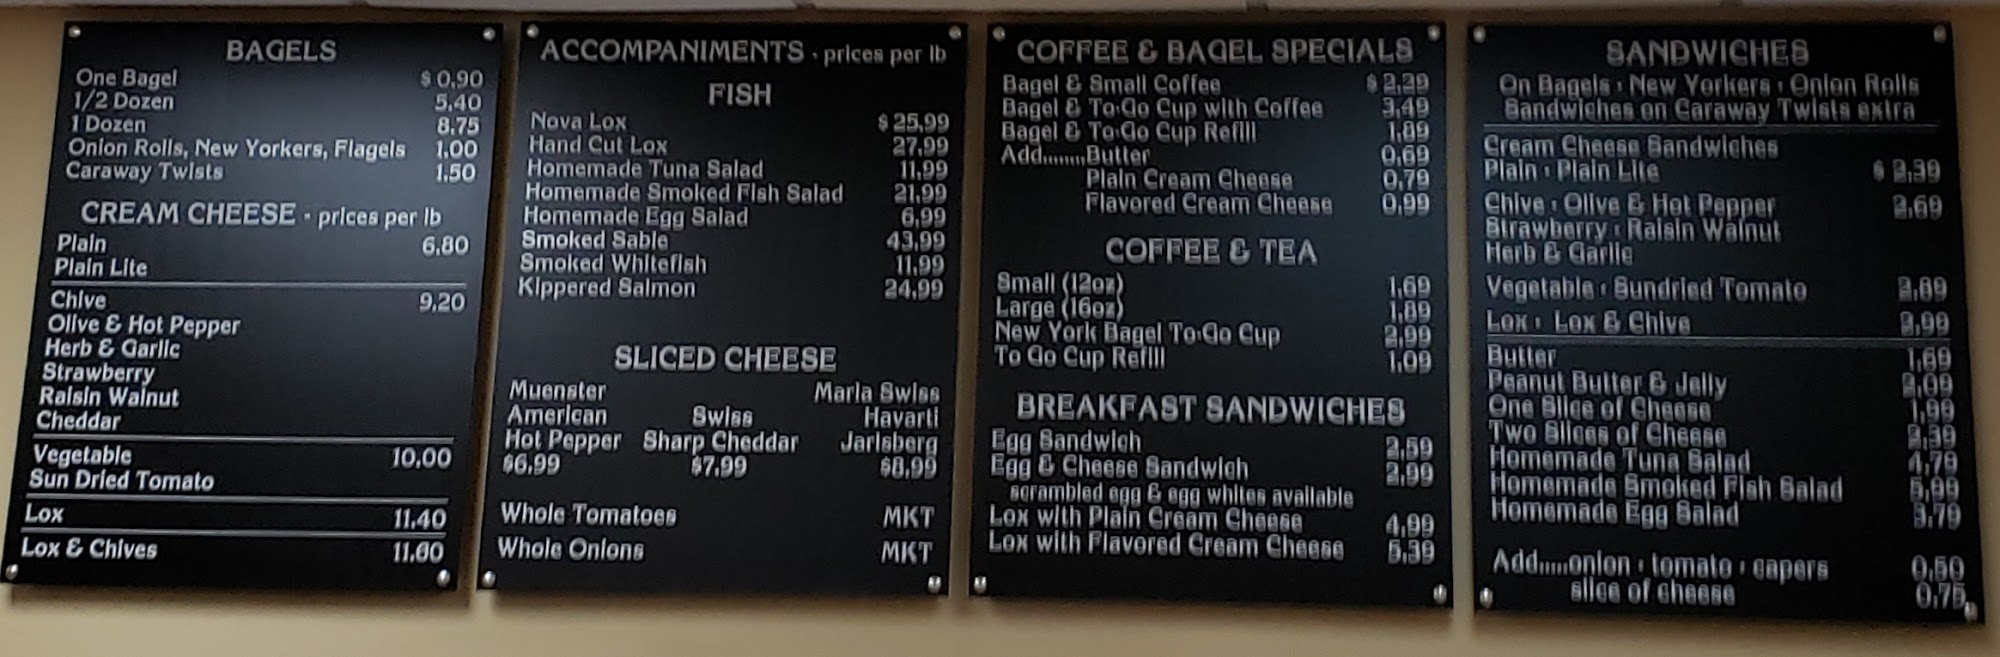 BAGELS
One Bagel $ 0.90
1/2 Dozen 5.40
1 Dozen 8.75
Onion Rolls, New Yorkers, Flagels 1.00
Caraway Twists 1.50
CREAM CHEESE • prices per lb
Plain 6.80
Plain Lite
Chive 9.20
Olive & Hot Pepper
Herb & Garlic
Strawberry
Raisin Walnut
Cheddar
Vegetable 10.00
Sun Dried Tomato
Lox 11.40
Lox & Chives 11.60
ACCOMPANIMENTS • prices per lb
FISH
Nova Lox $ 25.99
Hand Cut Lox 27.99
Homemade Tuna Salad 11.99
Homemade Smoked Fish Salad 21.99
Homemade Egg Salad 6.99
Smoked Sable 43.99
Smoked Whitefish 11.99
Kippered Salmon 24.99
SLICED CHEESE
Muenster Marla Swiss
American Swiss Havarti
Hot Pepper Sharp Cheddar Jarlsberg
$6.99 $7.99 $8.99
Whole Tomatoes MKT
Whole Onions MKT
COFFEE & BAGEL SPECIALS
Bagel & Small Coffee $ 2.29
Bagel & To-Go Cup with Coffee 3.49
Bagel & To-Go Cup Refill 1.89
Add........Butter 0.69
Plain Cream Cheese 0.79
Flavored Cream Cheese 0.99
COFFEE & TEA
Small (12oz) 1.69
Large (16oz) 1.89
New York Bagel To-Go Cup 2.99
To Go Cup Refill 1.09
BREAKFAST SANDWICHES
Egg Sandwich 2.59
Egg & Cheese Sandwich 2.99
scrambled egg & egg whites available
Lox with Plain Cream Cheese 4.99
Lox with Flavored Cream Cheese 5.39
SANDWICHES
On Bagels • New Yorkers • Onion Rolls
Sandwiches on Caraway Twists extra
Cream Cheese Sandwiches
Plain • Plain Lite $ 2.39
Chive • Olive & Hot Pepper 2.69
Strawberry • Raisin Walnut
Herb & Garlic
Vegetable • Sundried Tomato 2.89
Lox • Lox & Chive
Butter 1.69
Peanut Butter & Jelly 2.09
One Slice of Cheese 1.99
Two Slices of Cheese
Homemade Tuna Salad 4.79
Homemade Smoked Fish Salad 5.99
Homemade Egg Salad 3.79
Add.....onion • tomato • capers 0.50
slice of cheese 0.75